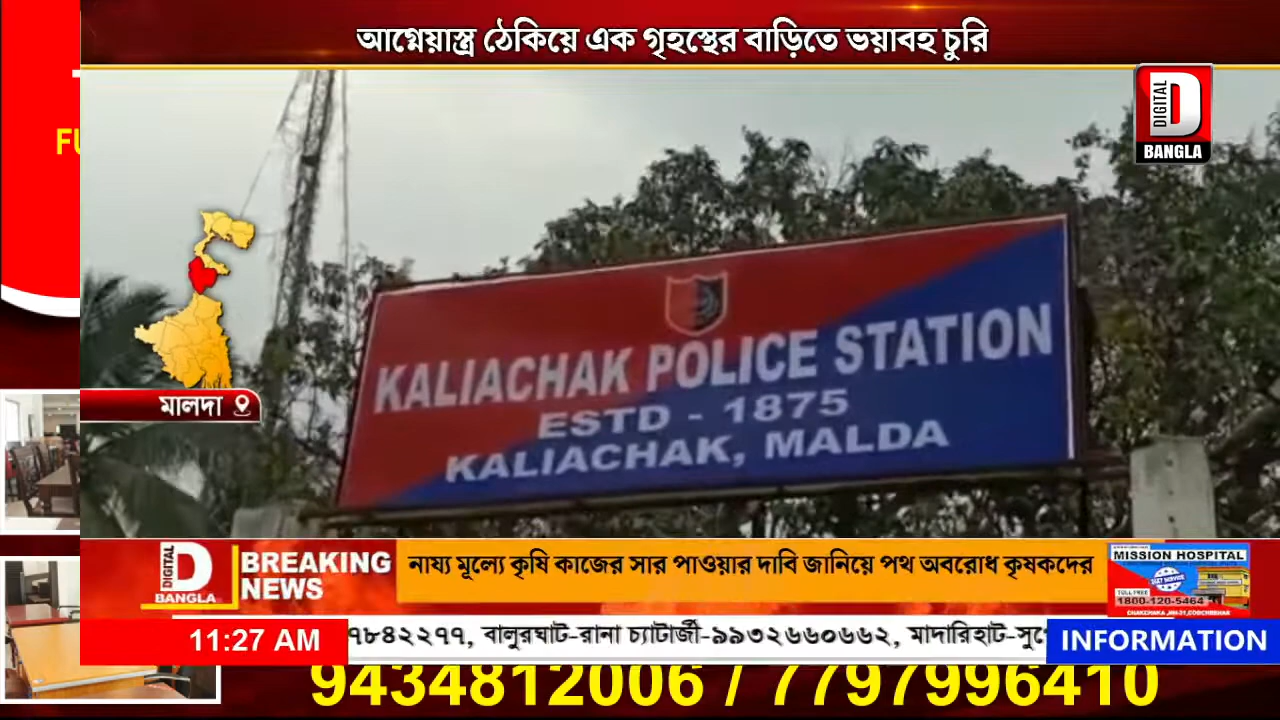 আগ্নেয়াস্ত্র ঠেকিয়ে এক গৃহস্থের বাড়িতে ভয়াবহ চুরি
DIGITAL D
BANGLA
FU
KALIACHAK POLICE STATION
ESTD - 1875
KALIACHAK, MALDA
মালদা
DIGITAL D
BANGLA
BREAKING
NEWS
নায্য মূল্যে কৃষি কাজের সার পাওয়ার দাবি জানিয়ে পথ অবরোধ কৃষকদের
MISSION HOSPITAL
TOLL FREE
1800-120-5464
11:27 AM
৭৮৪২২৭৭, বালুরঘাট-রানা চ্যাটার্জী-৯৯৩২৬৬০৬৬২, মাদারিহাট-সু
INFORMATION
9434812006 / 7797996410